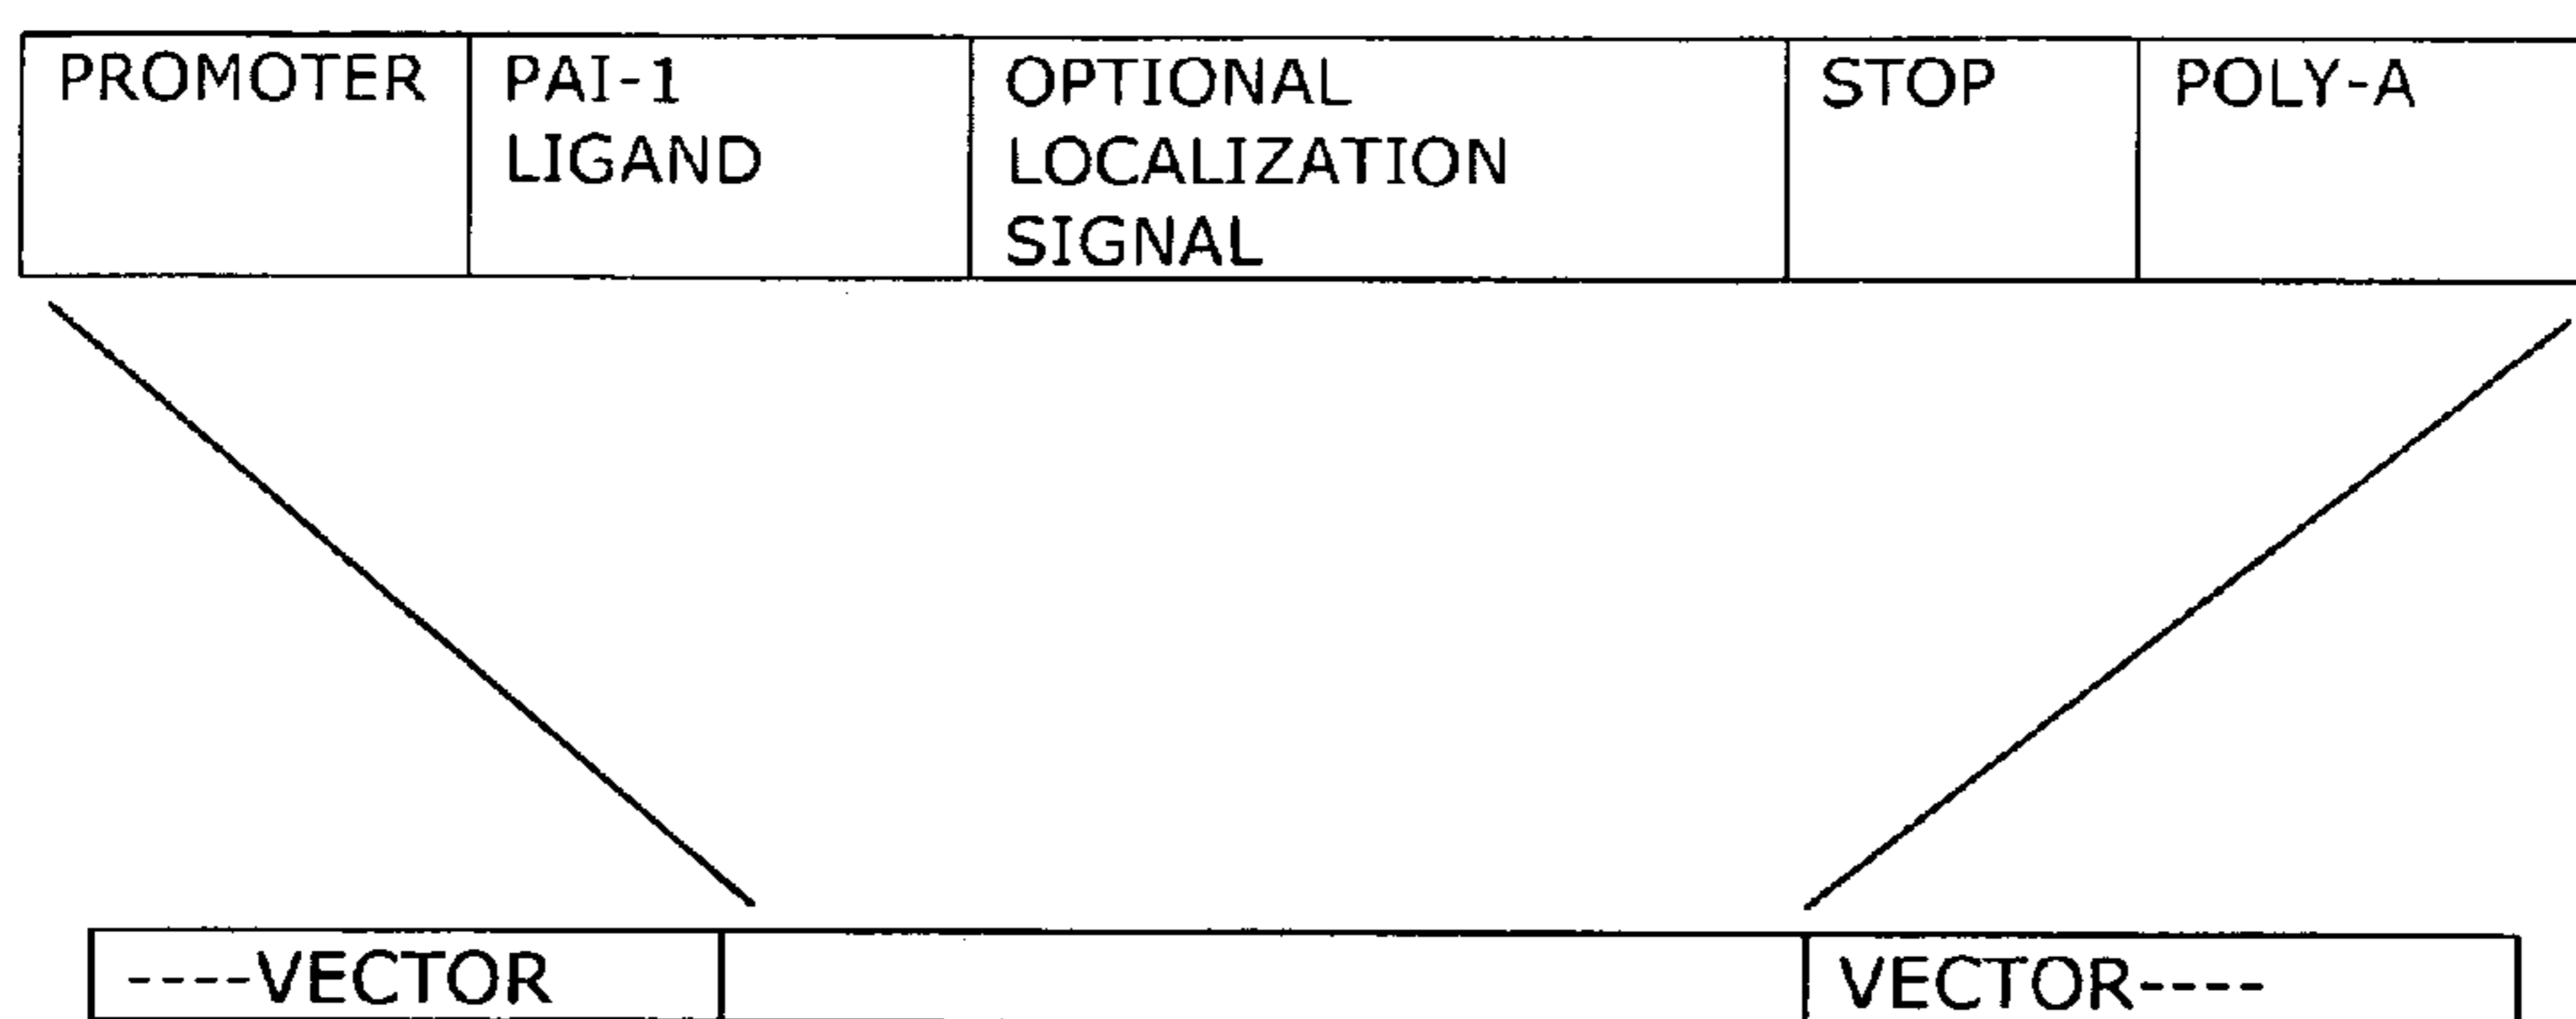 PROMOTER
PAI-1
LIGAND
OPTIONAL
LOCALIZATION
SIGNAL
STOP
POLY-A
----VECTOR
VECTOR----